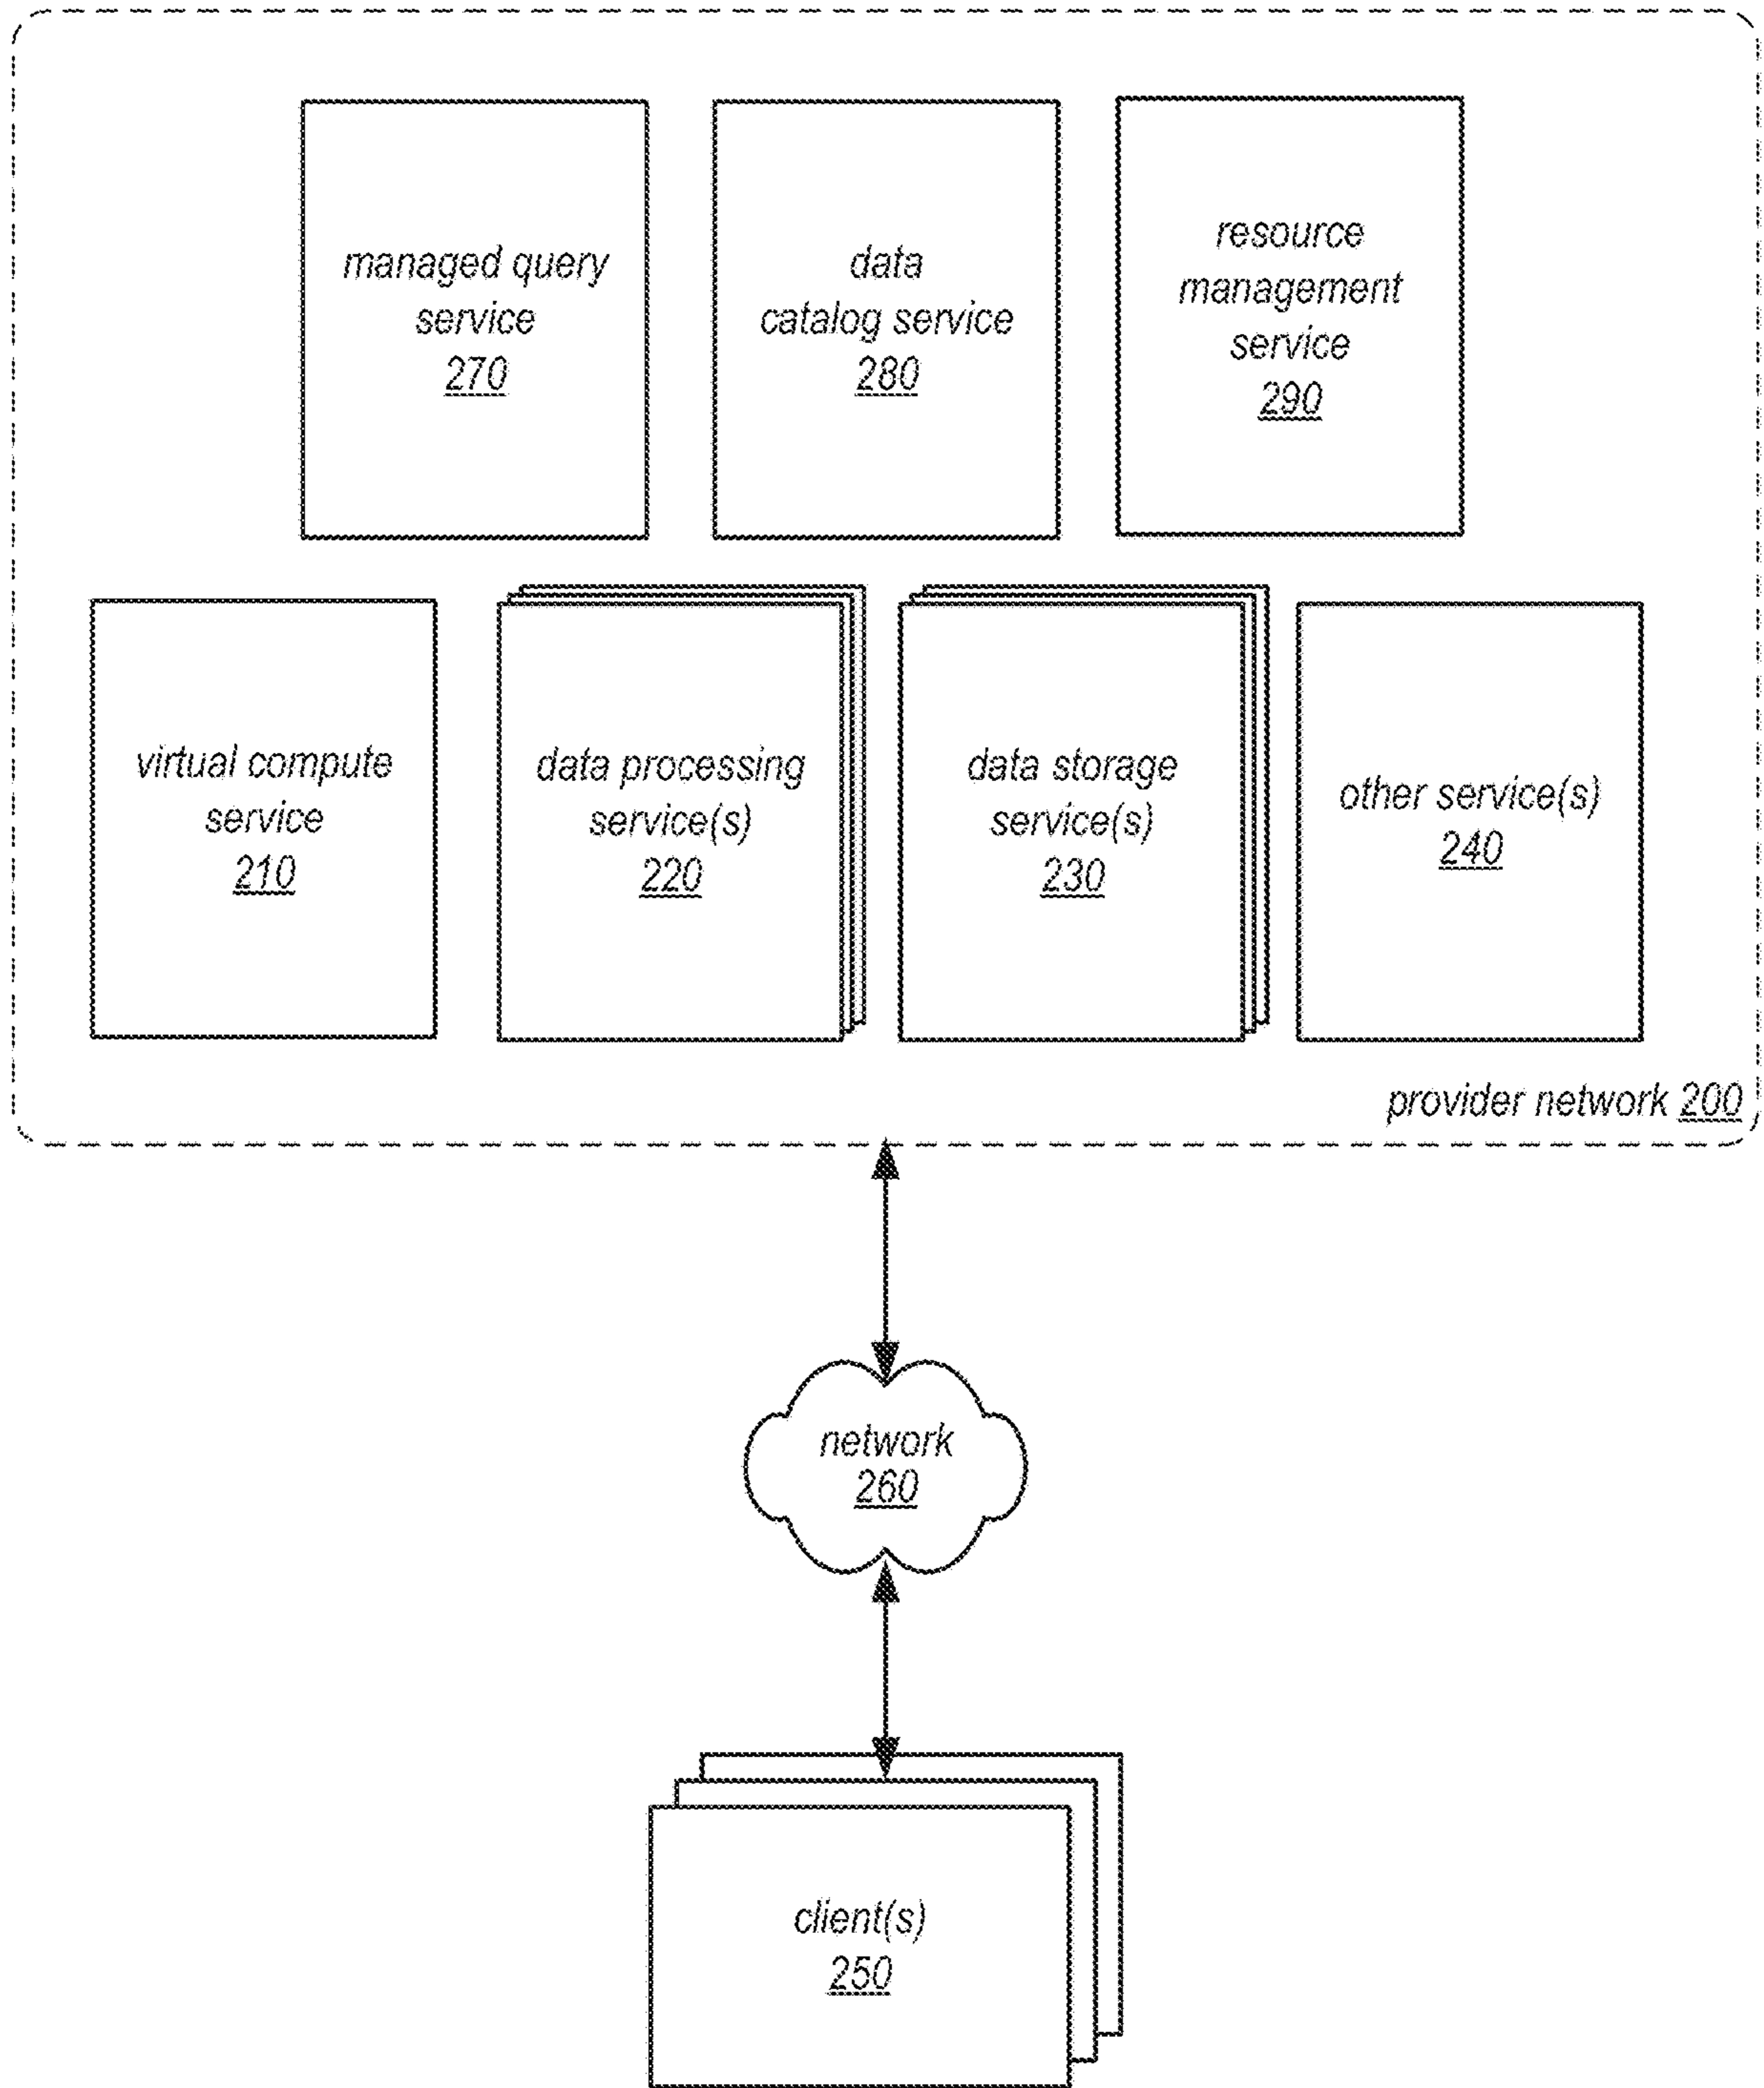 managed query
service
270
data
catalog service
280
resource
management
service
290
virtual compute
service
210
data processing
service(s)
220
data storage
service(s)
230
other service(s)
240
provider network 200
network
260
client(s)
250